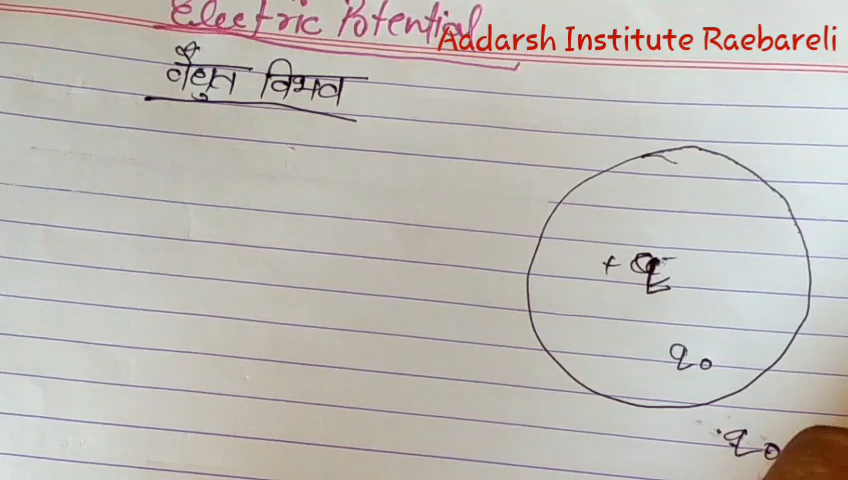 Electric Potential
Aadarsh Institute Raebareli
वैधुत विभव
+ q
q₀
q₀